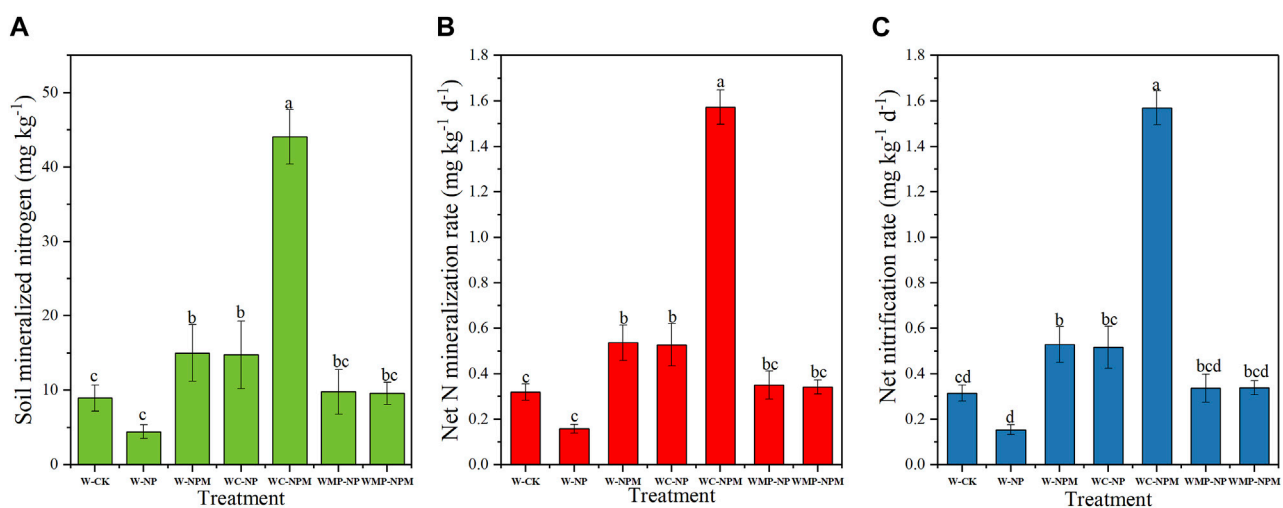 A
Soil mineralized nitrogen (mg kg⁻¹)
50
40
30
20
10
0
c
c
b
b
a
bc
bc
W-CK W-NP W-NPM WC-NP WC-NPM WMP-NP WMP-NPM
Treatment
B
Net N mineralization rate (mg kg⁻¹ d⁻¹)
1.8
1.6
1.4
1.2
1.0
0.8
0.6
0.4
0.2
0.0
c
c
b
b
a
bc
bc
W-CK W-NP W-NPM WC-NP WC-NPM WMP-NP WMP-NPM
Treatment
C
Net nitrification rate (mg kg⁻¹ d⁻¹)
1.8
1.6
1.4
1.2
1.0
0.8
0.6
0.4
0.2
0.0
cd
d
b
bc
a
bcd
bcd
W-CK W-NP W-NPM WC-NP WC-NPM WMP-NP WMP-NPM
Treatment